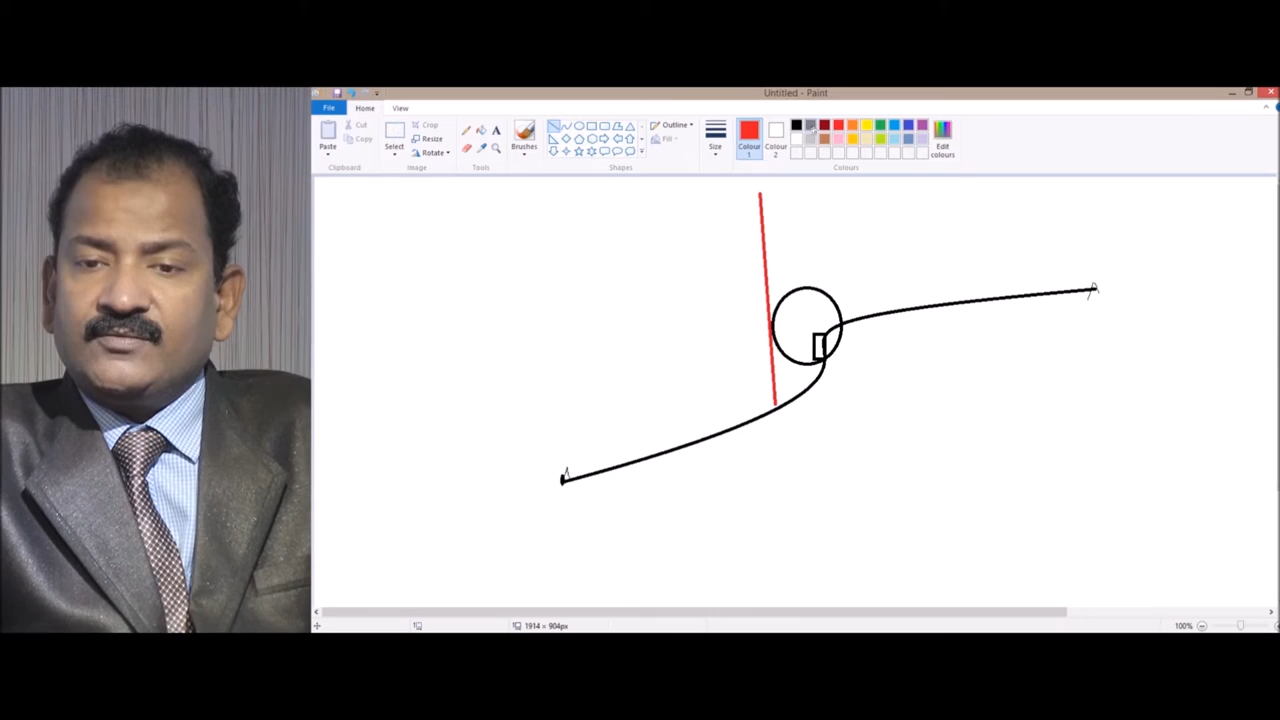 Untitled - Paint
File Home View
Paste
Cut
Copy
Clipboard
Select
Crop
Resize
Rotate
Image
A
Tools
Brushes
Shapes
Outline
Fill
Size
Colour 1
Colour 2
Edit colours
Colours
A
A
1914 × 904px
100%